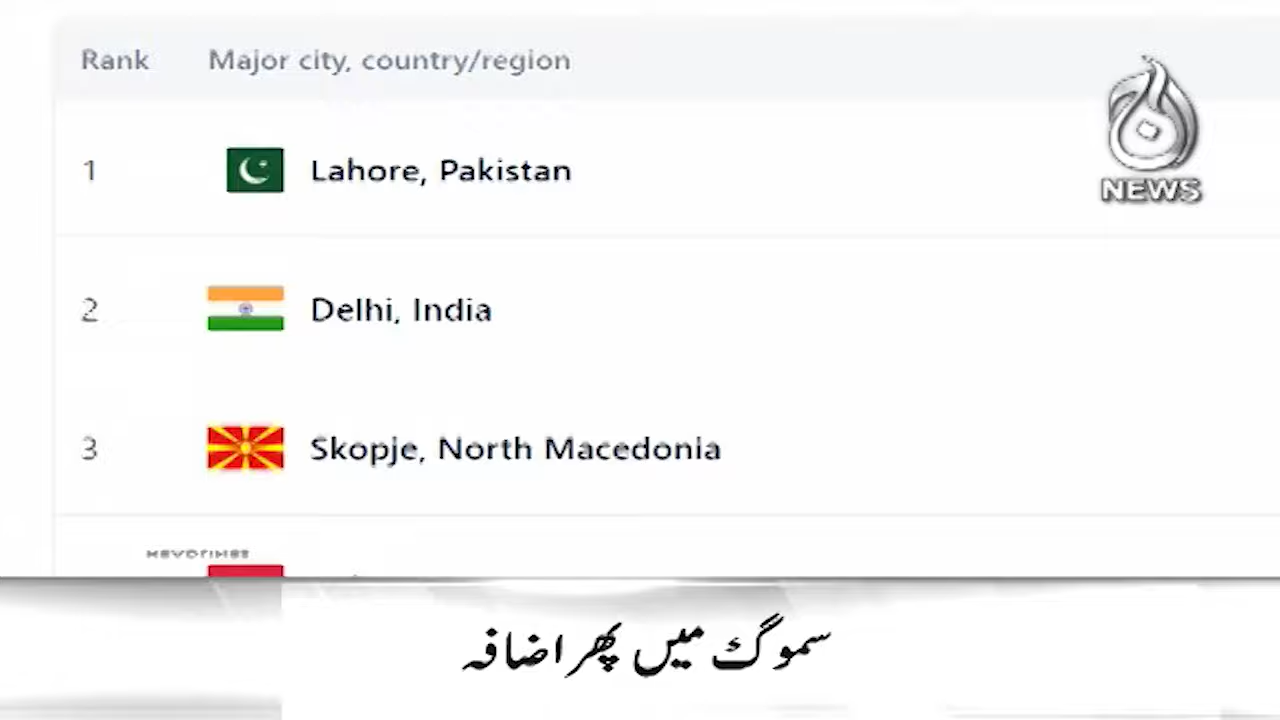 Rank Major city, country/region
1 Lahore, Pakistan
2 Delhi, India
3 Skopje, North Macedonia
NEWS
سموگ میں پھر اضافہ